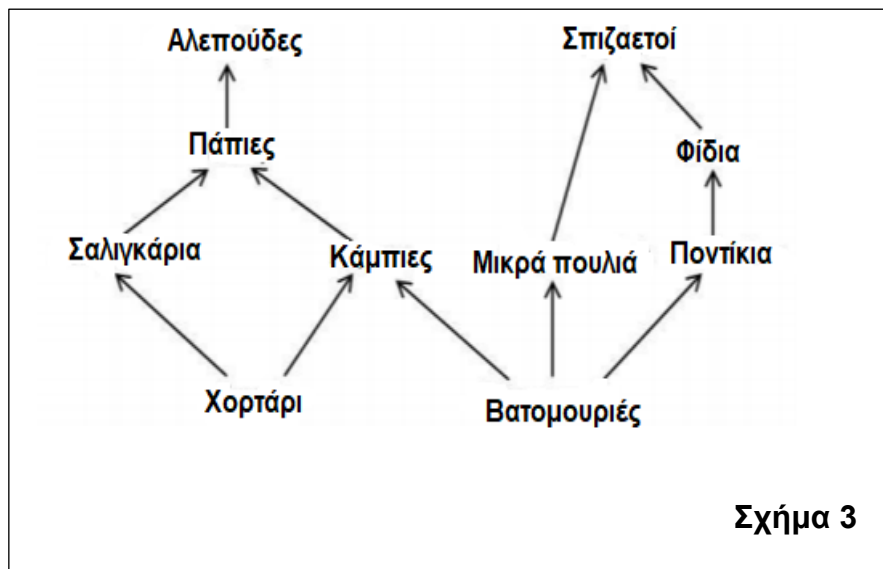 Αλεπούδες Σπιζαετοί
Πάπιες Φίδια
Σαλιγκάρια Κάμπιες Μικρά πουλιά Ποντίκια
Χορτάρι Βατομουριές
Σχήμα 3